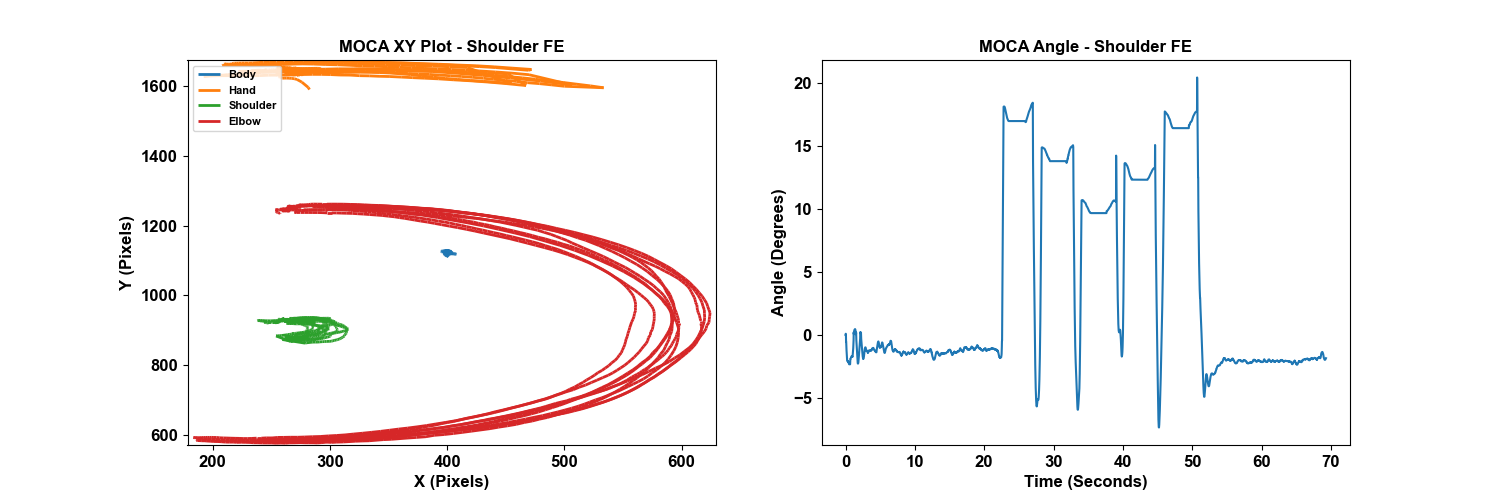 MOCA XY Plot - Shoulder FE
Body
Hand
Shoulder
Elbow
1600
1400
1200
1000
800
600
Y (Pixels)
200 300 400 500 600
X (Pixels)
MOCA Angle - Shoulder FE
20
15
10
5
0
−5
Angle (Degrees)
0 10 20 30 40 50 60 70
Time (Seconds)